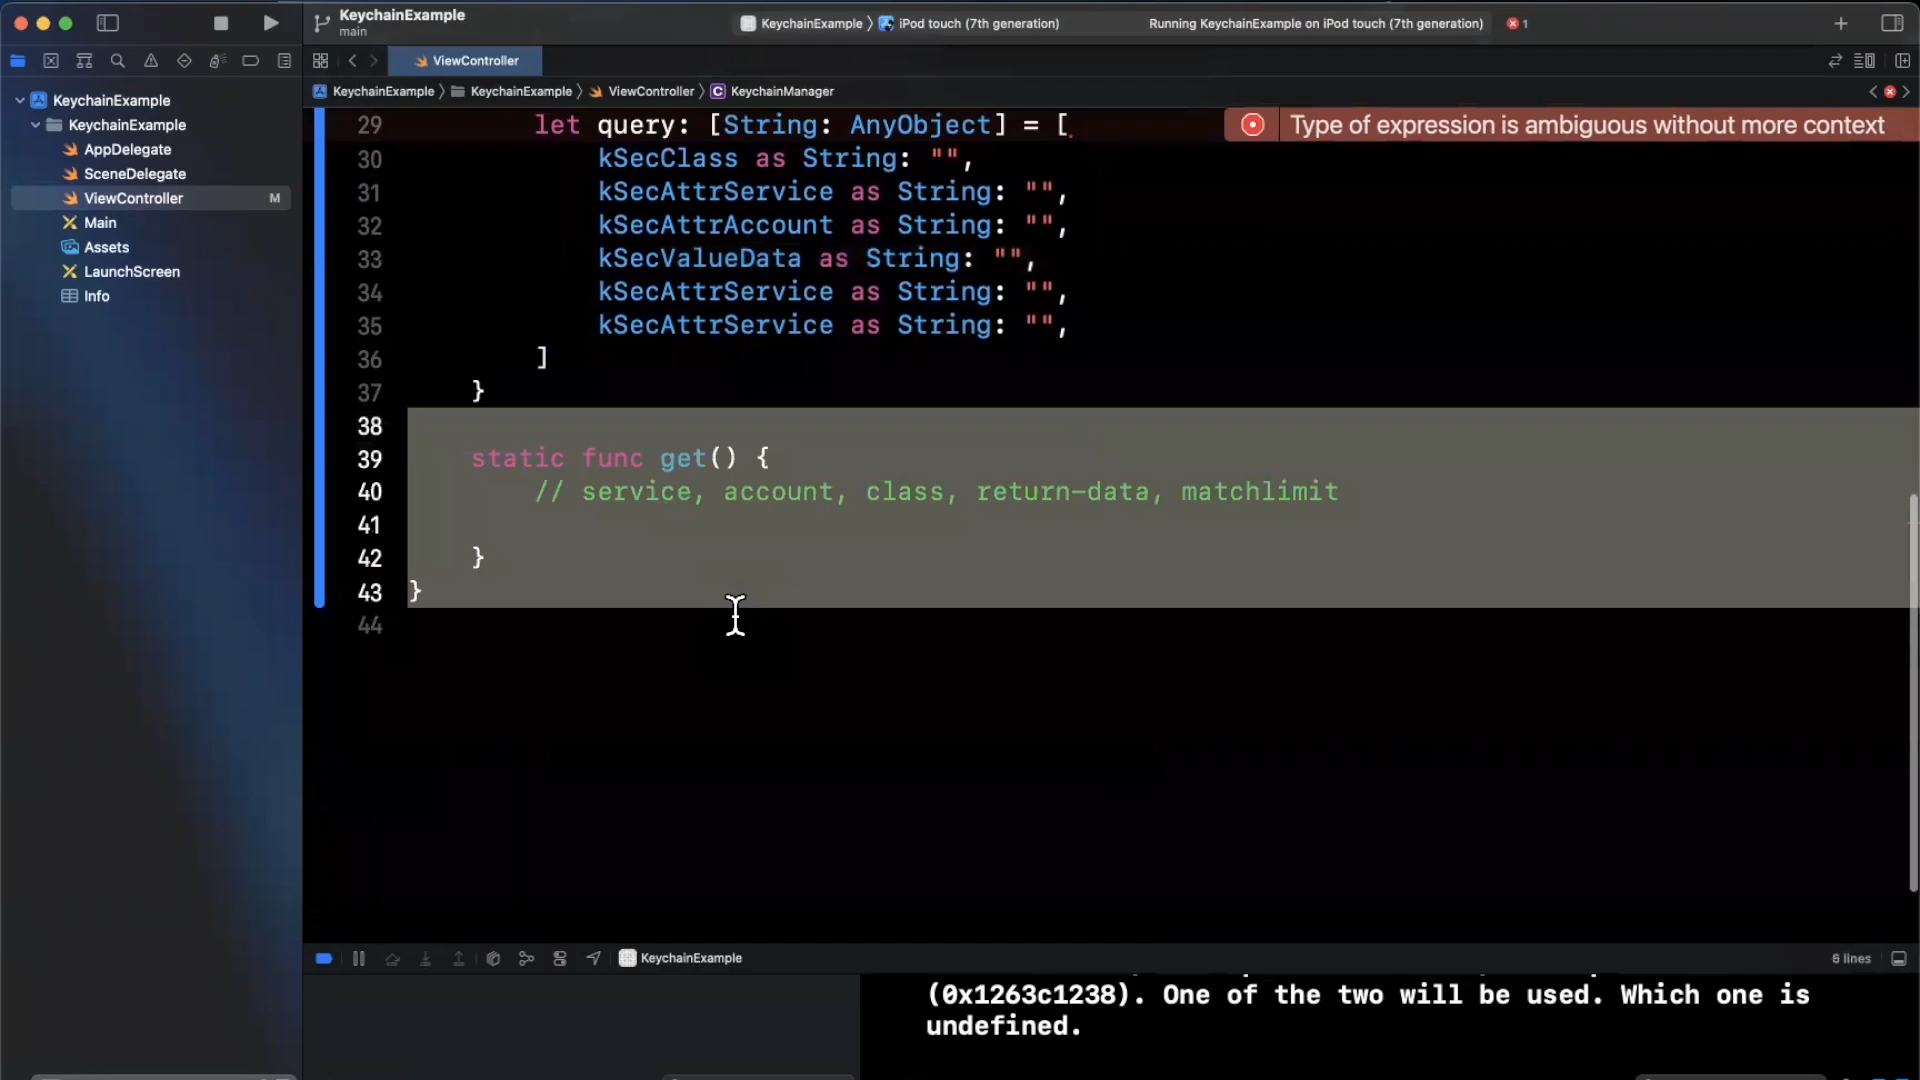 KeychainExample
main
KeychainExample
iPod touch (7th generation)
Running KeychainExample on iPod touch (7th generation)
1
ViewController
KeychainExample
KeychainExample
ViewController
C KeychainManager
KeychainExample
KeychainExample
AppDelegate
SceneDelegate
ViewController M
Main
Assets
LaunchScreen
Info
29 let query: [String: AnyObject] = [
Type of expression is ambiguous without more context
30 kSecClass as String: "",
31 kSecAttrService as String: "",
32 kSecAttrAccount as String: "",
33 kSecValueData as String: "",
34 kSecAttrService as String: "",
35 kSecAttrService as String: "",
36 ]
37 }
38
39 static func get() {
40 // service, account, class, return-data, matchlimit
41
42 }
43 }
44
KeychainExample
6 lines
(0x1263c1238). One of the two will be used. Which one is
undefined.